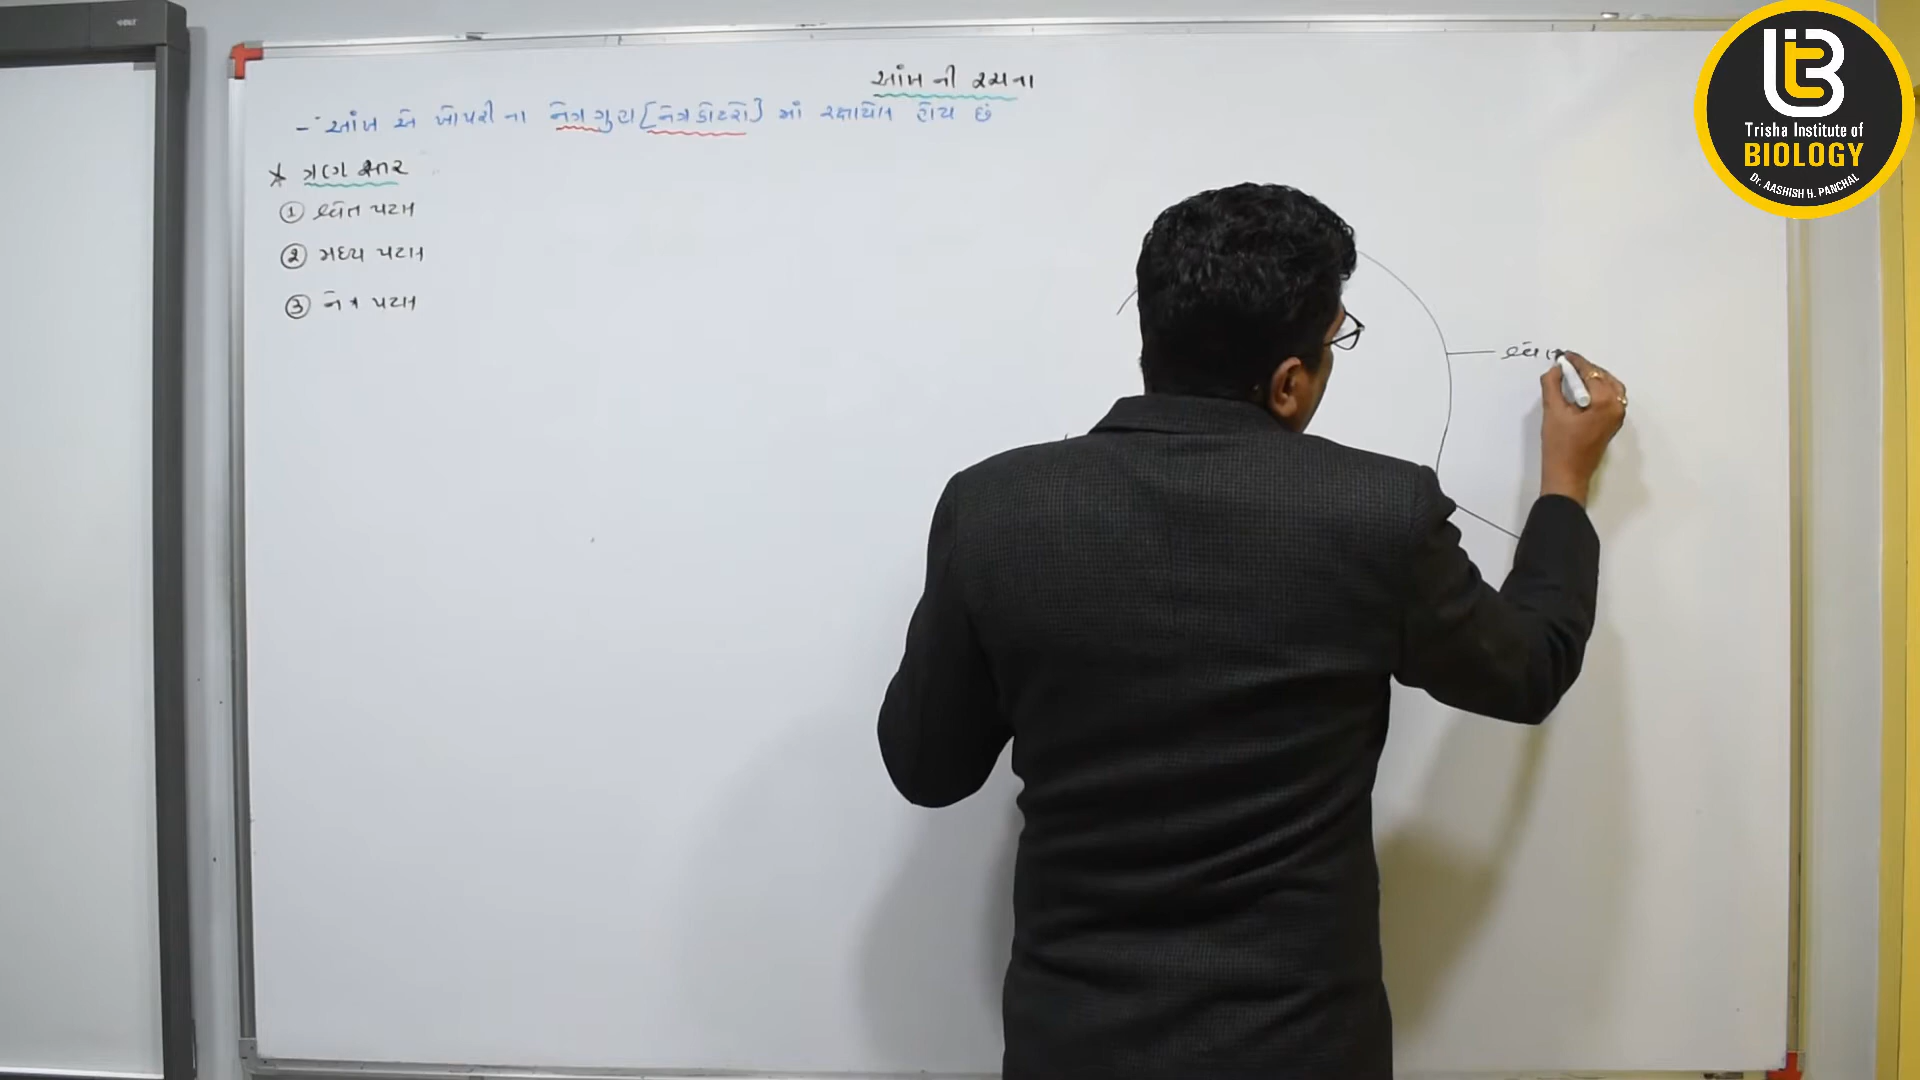 આંખ ની રચના
- આંખ એ ખોપરી ના નેત્રગુહા [નેત્રકોટરો] માં રક્ષાયેલ હોય છે
★ ત્રણ સ્તર
① શ્વેત પટલ
② મધ્ય પટલ
③ નેત્ર પટલ
શ્વેત
Trisha Institute of
BIOLOGY
Dr. AASHISH H. PANCHAL